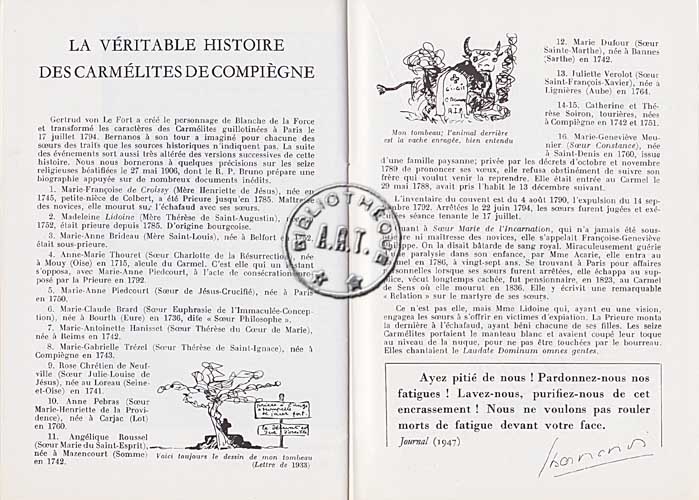 LA VÉRITABLE HISTOIRE
DES CARMÉLITES DE COMPIÈGNE
Gertrud von Le Fort a créé le personnage de Blanche de la Force
et transformé les caractères des Carmélites guillotinées à Paris le
17 juillet 1794. Bernanos à son tour a imaginé pour chacune des
sœurs des traits que les sources historiques n'indiquent pas. La suite
des événements sort aussi très altérée des versions successives de cette
histoire. Nous nous bornerons à quelques précisions sur les seize
religieuses béatifiées le 27 mai 1906, dont le R. P. Bruno prépare une
biographie appuyée sur de nombreux documents inédits.
1. Marie-Françoise de Croissy (Mère Henriette de Jésus), née en
1745, petite-nièce de Colbert, a été Prieure jusqu'en 1785. Maîtresse
des novices, elle mourut sur l'échafaud avec ses sœurs.
2. Madeleine Lidoine (Mère Thérèse de Saint-Augustin), née
1752, était prieure depuis 1785. D'origine bourgeoise.
3. Marie-Anne Brideau (Mère Saint-Louis), née à Belfort en 1752,
était sous-prieure.
4. Anne-Marie Thouret (Sœur Charlotte de la Résurrection), née
à Mouy (Oise) en 1715, aïeule du Carmel. C'est elle qui un instant
s'opposa, avec Marie-Anne Piedcourt, à l'acte de consécration pro-
posé par la Prieure en 1792.
5. Marie-Anne Piedcourt (Sœur de Jésus-Crucifié), née à Paris
en 1750.
6. Marie-Claude Brard (Sœur Euphrasie de l'Immaculée-Concep-
tion), née à Bourth (Eure) en 1736, dite « Sœur Philosophe ».
7. Marie-Antoinette Hanisset (Sœur Thérèse du Cœur de Marie),
née à Reims en 1742.
8. Marie-Gabrielle Trézel (Sœur Thérèse de Saint-Ignace), née à
Compiègne en 1743.
9. Rose Chrétien de Neuf-
ville (Sœur Julie-Louise de
Jésus), née au Loreau (Seine-
et-Oise) en 1741.
10. Anne Pebras (Sœur
Marie-Henriette de la Provi-
dence), née à Carjac (Lot)
en 1760.
11. Angélique Roussel
(Sœur Marie du Saint-Esprit),
née à Mazencourt (Somme)
en 1742.
Voici toujours le dessin de mon tombeau
(Lettre de 1933)
BIBLIOTHÈQUE
A.R.T.
R.I.P.
Mon tombeau; l'animal derrière
est la vache enragée, bien entendu
12. Marie Dufour (Sœur
Sainte-Marthe), née à Bannes
(Sarthe) en 1742.
13. Juliette Verolot (Sœur
Saint-François-Xavier), née à
Lignières (Aube) en 1764.
14-15. Catherine et Thé-
rèse Soiron, tourières, nées
à Compiègne en 1742 et 1751.
16. Marie-Geneviève Meu-
nier (Sœur Constance), née
à Saint-Denis en 1760, issue
d'une famille paysanne; privée par les décrets d'octobre et novembre
1789 de prononcer ses vœux, elle refusa obstinément de suivre son
frère qui voulut venir la reprendre. Elle était entrée au Carmel le
29 mai 1788, avait pris l'habit le 13 décembre suivant.
L'inventaire du couvent est du 4 août 1790, l'expulsion du 14 sep-
tembre 1792. Arrêtées le 22 juin 1794, les sœurs furent jugées et exé-
cutées séance tenante le 17 juillet.
Quant à Sœur Marie de l'Incarnation, qui n'a jamais été sous-
prieure ni maîtresse des novices, elle s'appelait Françoise-Geneviève
Philippe. On la disait bâtarde de sang royal. Miraculeusement guérie
d'une paralysie dans son enfance, par Mme Acarie, elle entra au
Carmel en 1786, à vingt-sept ans. Se trouvant à Paris pour affaires
personnelles lorsque ses sœurs furent arrêtées, elle échappa au sup-
plice, vécut longtemps cachée, fut pensionnaire, en 1823, au Carmel
de Sens où elle mourut en 1836. Elle y écrivit une remarquable
« Relation » sur le martyre de ses sœurs.
Ce n'est pas elle, mais Mme Lidoine qui, ayant eu une vision,
engagea les sœurs à s'offrir en victimes d'expiation. La Prieure monta
la dernière à l'échafaud, ayant béni chacune de ses filles. Les seize
Carmélites portaient le manteau blanc et avaient coupé leur toque
au niveau de la nuque, pour ne pas être touchées par le bourreau.
Elles chantaient le Laudate Dominum omnes gentes.
Ayez pitié de nous ! Pardonnez-nous nos
fatigues ! Lavez-nous, purifiez-nous de cet
encrassement ! Nous ne voulons pas rouler
morts de fatigue devant votre face.
Journal (1947)
Bernanos